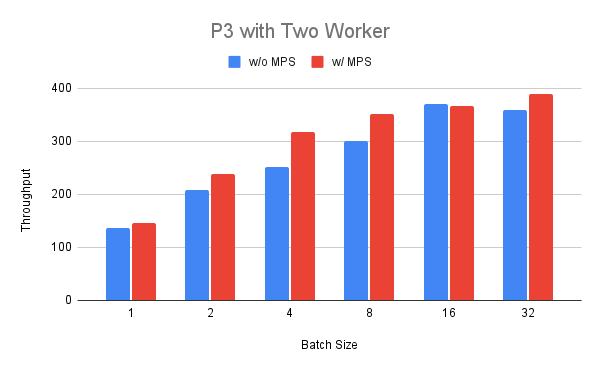 P3 with Two Worker
w/o MPS w/ MPS
400
300
200
100
0
Throughput
1 2 4 8 16 32
Batch Size